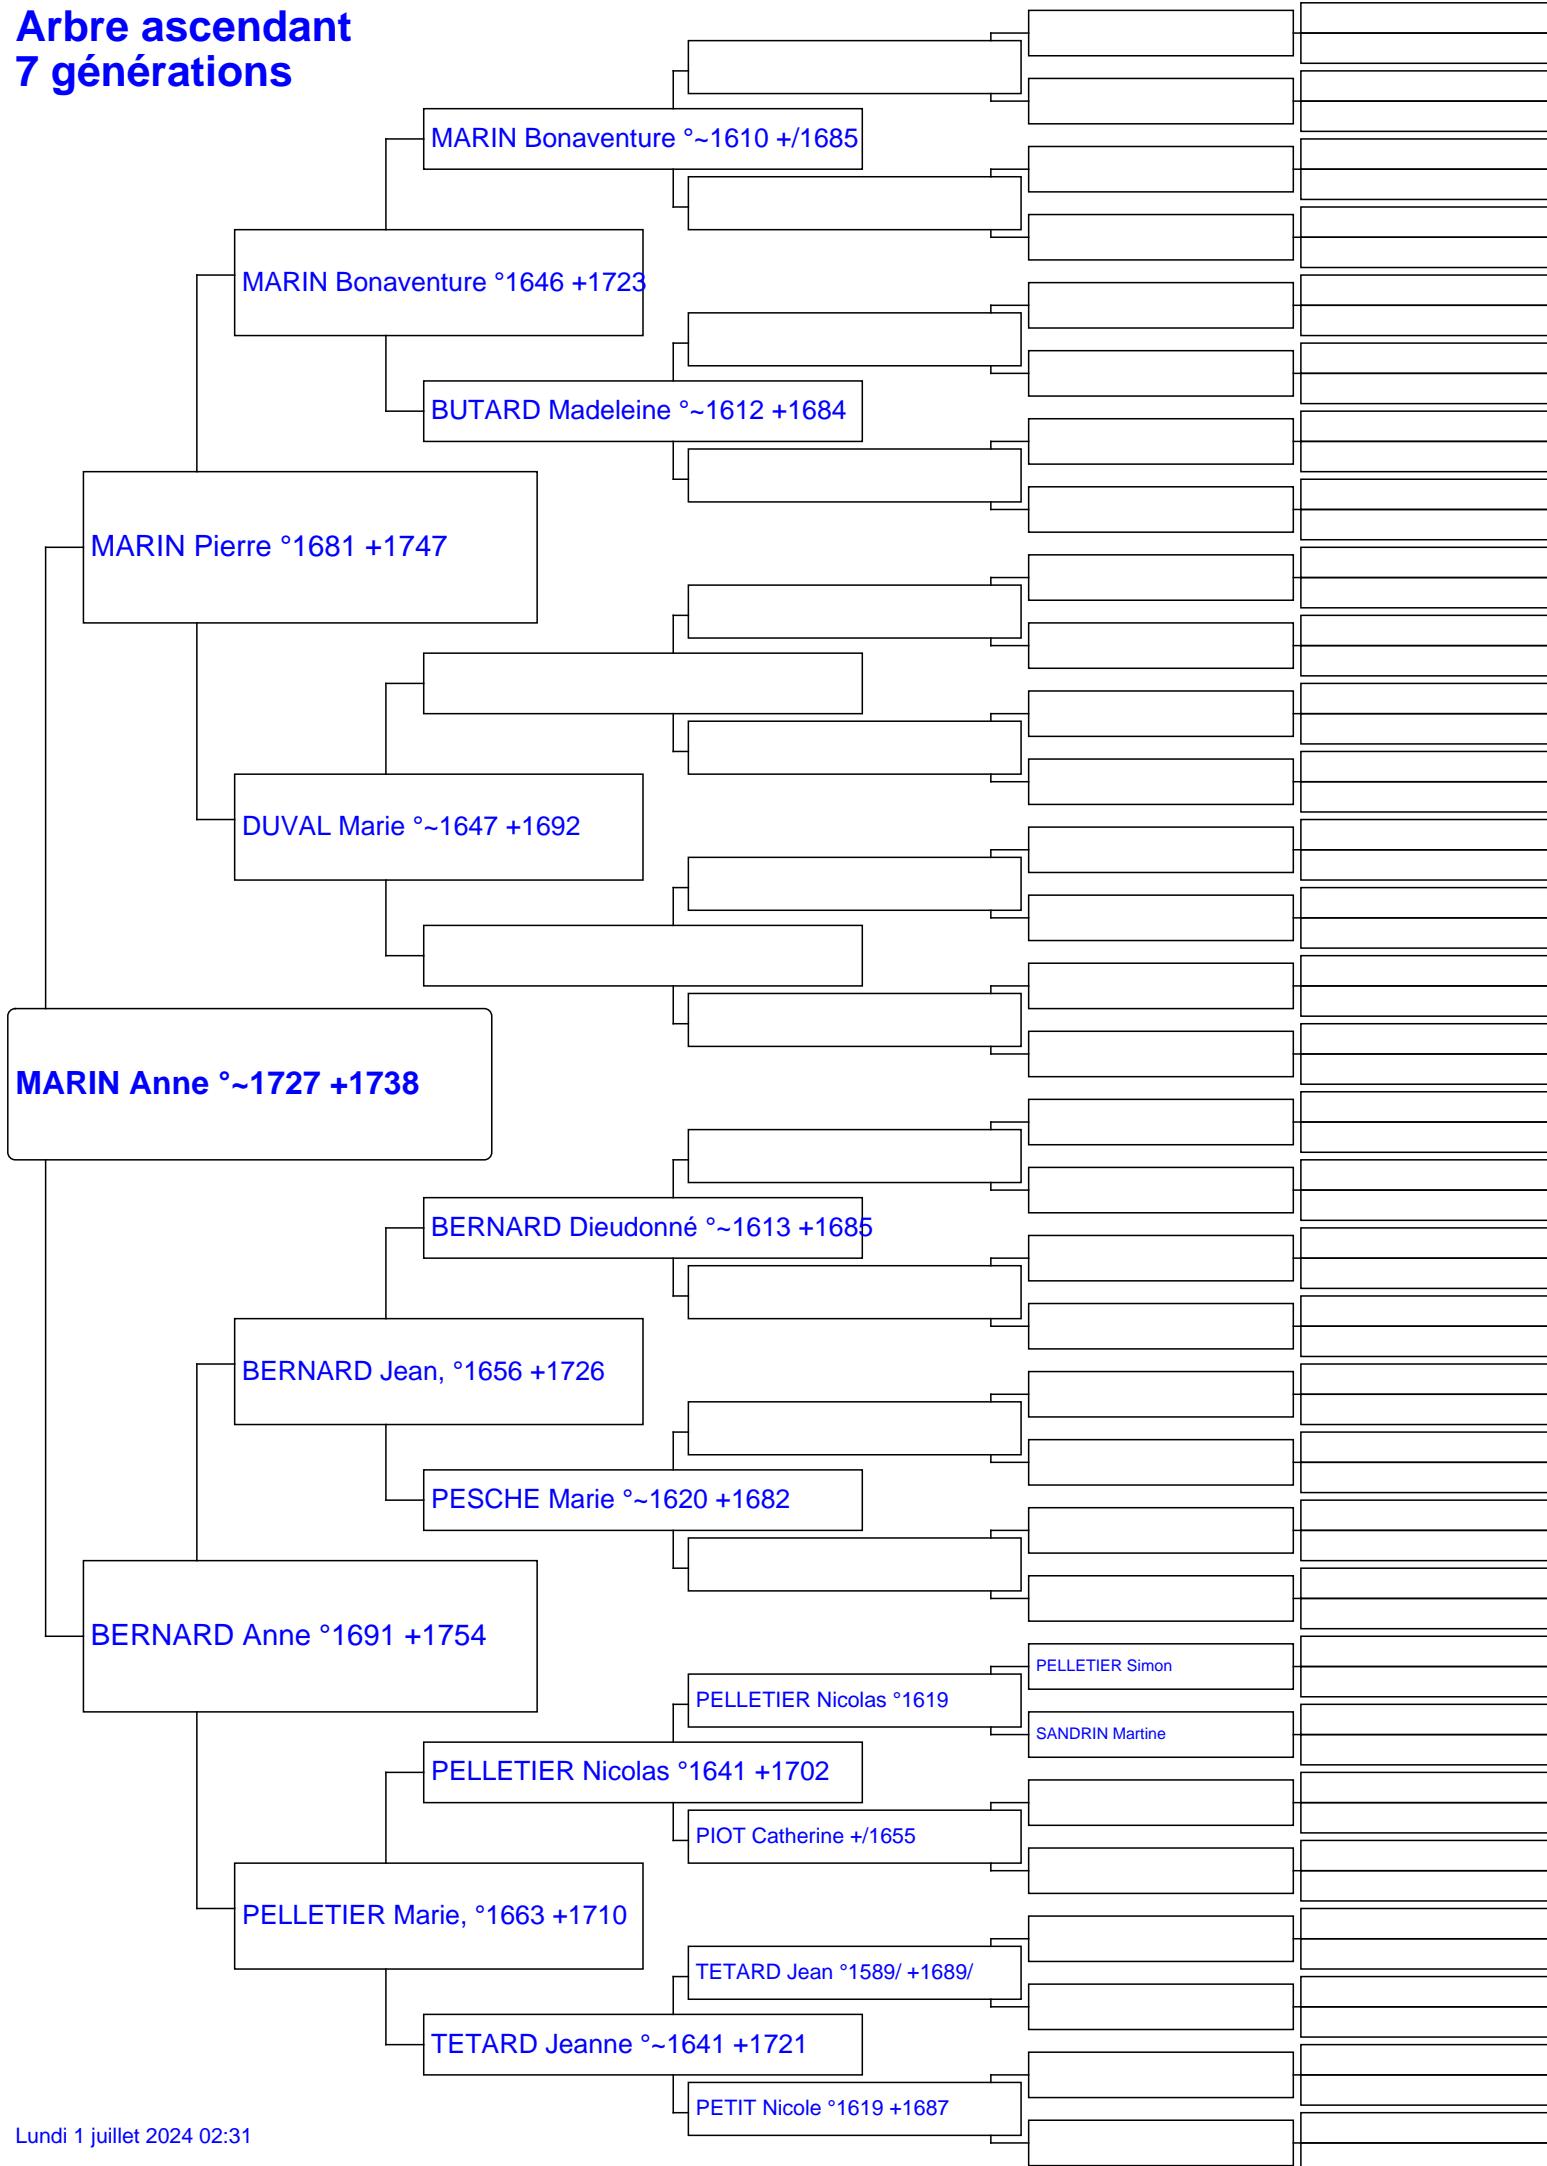 Arbre ascendant
7 générations
MARIN Bonaventure °~1610 +/1685
MARIN Bonaventure °1646 +1723
BUTARD Madeleine °~1612 +1684
MARIN Pierre °1681 +1747
DUVAL Marie °~1647 +1692
MARIN Anne °~1727 +1738
BERNARD Dieudonné °~1613 +1685
BERNARD Jean, °1656 +1726
PESCHE Marie °~1620 +1682
BERNARD Anne °1691 +1754
PELLETIER Simon
PELLETIER Nicolas °1619
SANDRIN Martine
PELLETIER Nicolas °1641 +1702
PIOT Catherine +/1655
PELLETIER Marie, °1663 +1710
TETARD Jean °1589/ +1689/
TETARD Jeanne °~1641 +1721
PETIT Nicole °1619 +1687
Lundi 1 juillet 2024 02:31